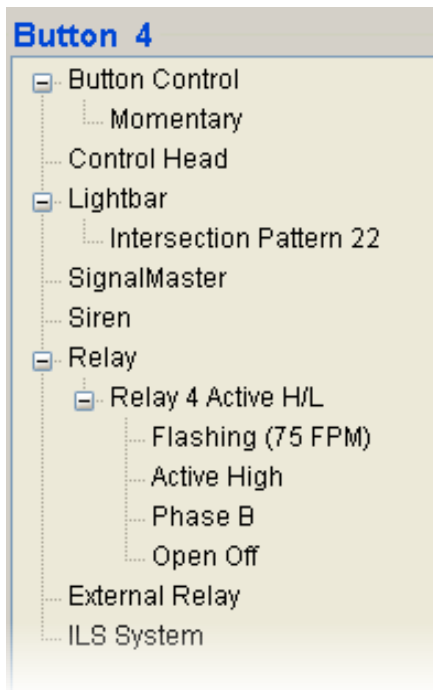 Button 4
Button Control
Momentary
Control Head
Lightbar
Intersection Pattern 22
SignalMaster
Siren
Relay
Relay 4 Active H/L
Flashing (75 FPM)
Active High
Phase B
Open Off
External Relay
ILS System